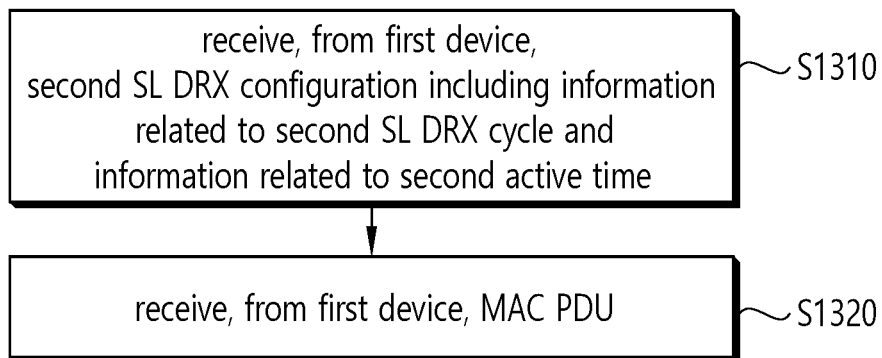 receive, from first device,
second SL DRX configuration including information
related to second SL DRX cycle and
information related to second active time
S1310
receive, from first device, MAC PDU
S1320